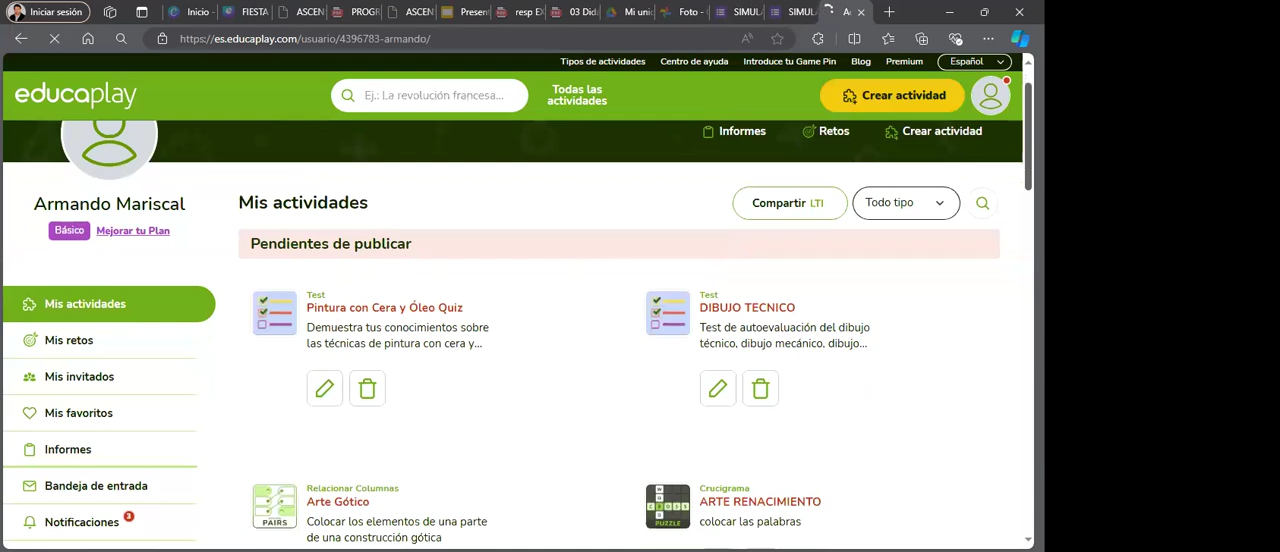 Iniciar sesión
Inicio -
FIESTA
ASCEN
PROGR
ASCEN
Present
resp EX
03 Did
Mi uni
Foto - 
SIMUL
SIMUL
https://es.educaplay.com/usuario/4396783-armando/
Tipos de actividades
Centro de ayuda
Introduce tu Game Pin
Blog
Premium
Español
educaplay
Ej.: La revolución francesa...
Todas las
actividades
Crear actividad
Informes
Retos
Crear actividad
Armando Mariscal
Básico
Mejorar tu Plan
Mis actividades
Compartir LTI
Todo tipo
Pendientes de publicar
Mis actividades
Mis retos
Mis invitados
Mis favoritos
Informes
Bandeja de entrada
Notificaciones 3
Test
Pintura con Cera y Óleo Quiz
Demuestra tus conocimientos sobre
las técnicas de pintura con cera y...
Test
DIBUJO TECNICO
Test de autoevaluación del dibujo
técnico, dibujo mecánico, dibujo...
PAIRS
Relacionar Columnas
Arte Gótico
Colocar los elementos de una parte
de una construcción gótica
PUZZLE
Crucigrama
ARTE RENACIMIENTO
colocar las palabras